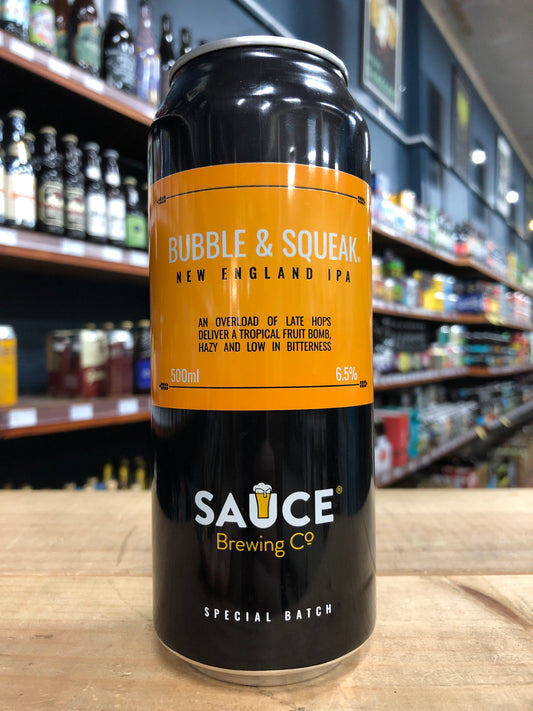 BUBBLE & SQUEAK®
NEW ENGLAND IPA
AN OVERLOAD OF LATE HOPS
DELIVER A TROPICAL FRUIT BOMB,
HAZY AND LOW IN BITTERNESS
500ml 6.5%
SAUCE®
Brewing Co
SPECIAL BATCH